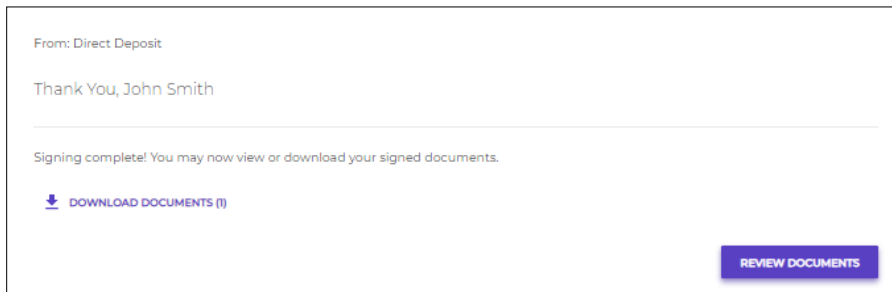 From: Direct Deposit
Thank You, John Smith
Signing complete! You may now view or download your signed documents.
DOWNLOAD DOCUMENTS (1)
REVIEW DOCUMENTS